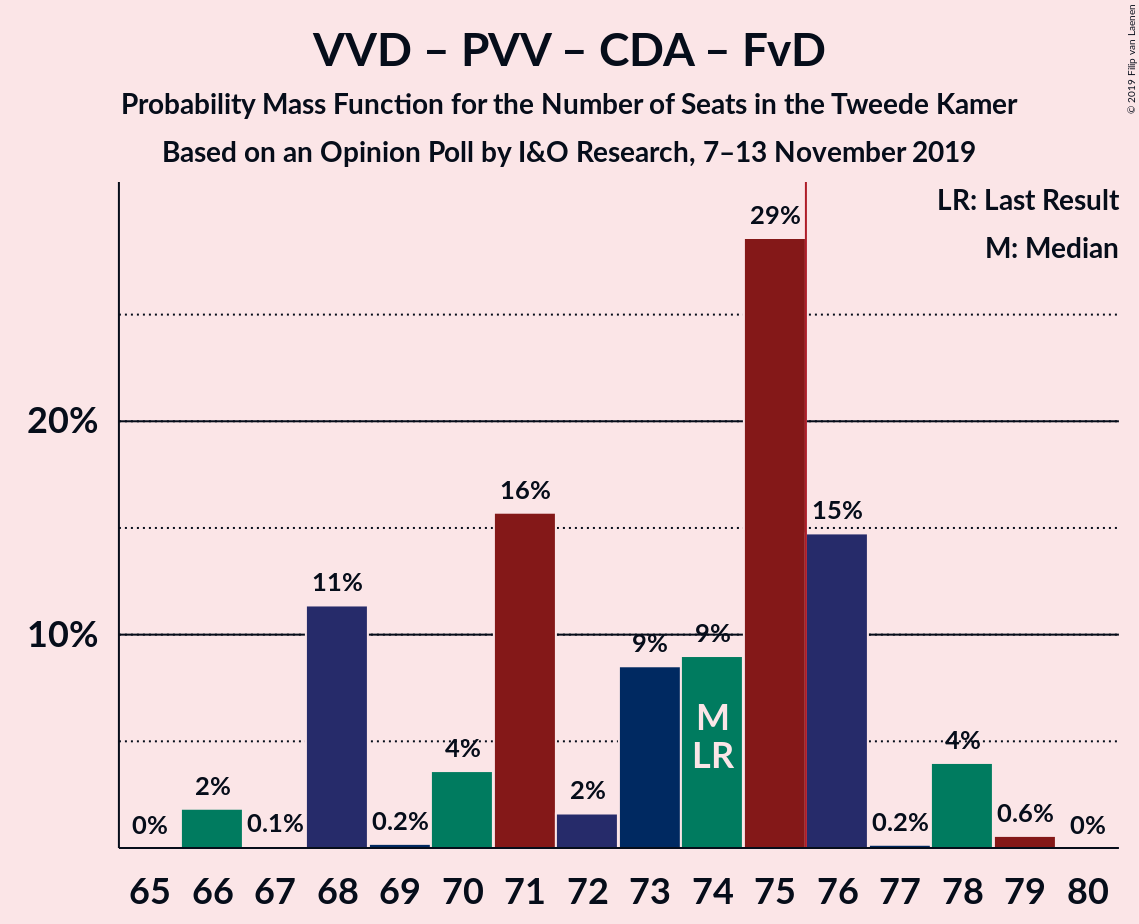 VVD – PVV – CDA – FvD
Probability Mass Function for the Number of Seats in the Tweede Kamer
Based on an Opinion Poll by I&O Research, 7–13 November 2019
© 2019 Filip van Laenen
LR: Last Result
M: Median
20%
10%
0%
2%
0.1%
11%
0.2%
4%
16%
2%
9%
9%
29%
15%
0.2%
4%
0.6%
0%
M
LR
65 66 67 68 69 70 71 72 73 74 75 76 77 78 79 80